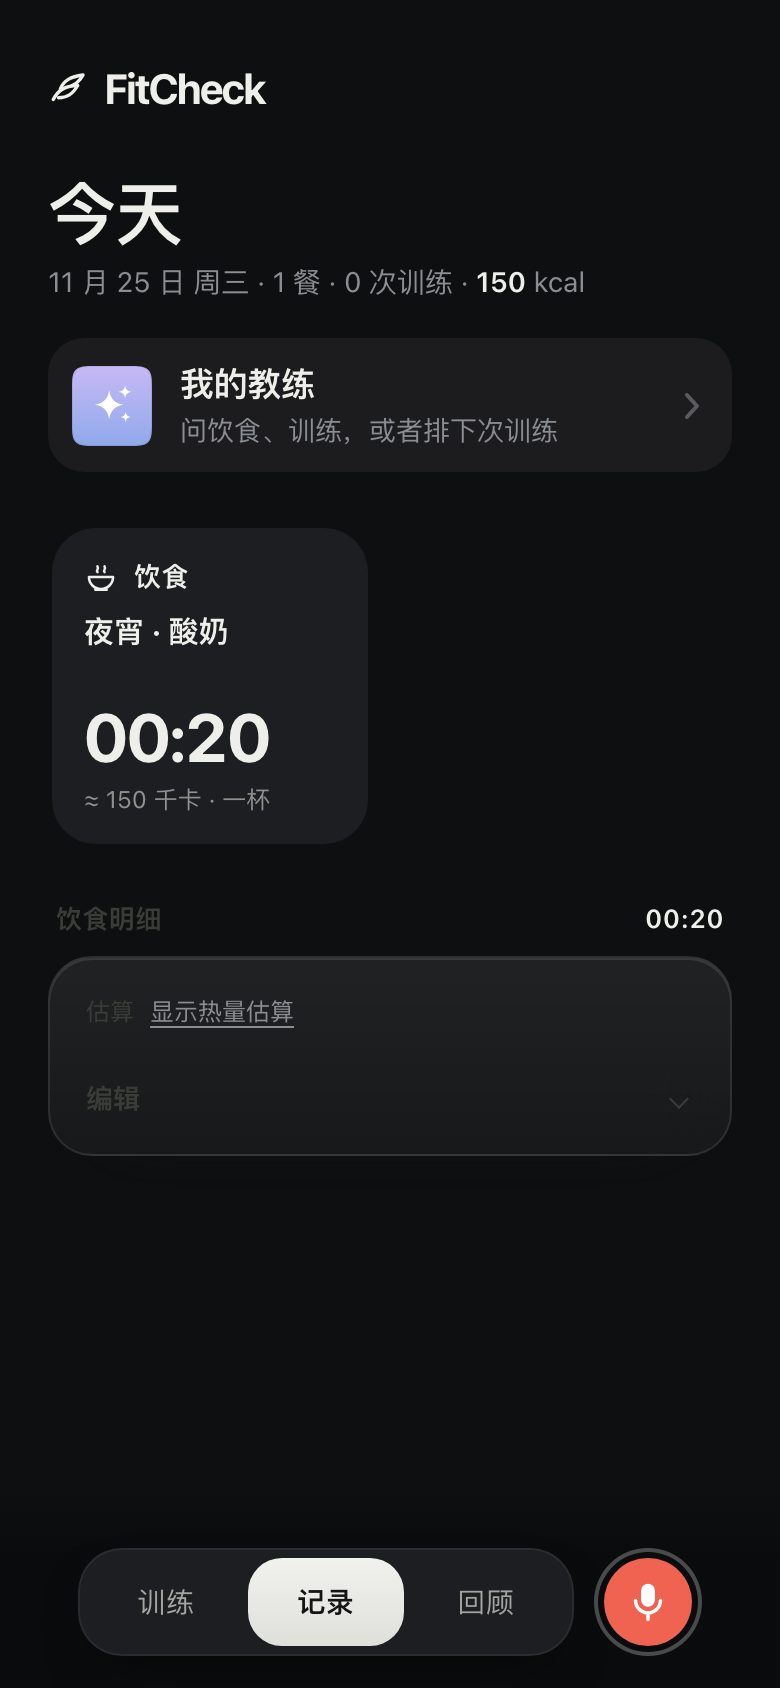 FitCheck
今天
11 月 25 日 周三 · 1 餐 · 0 次训练 · 150 kcal
我的教练
问饮食、训练，或者排下次训练
饮食
夜宵 · 酸奶
00:20
≈ 150 千卡 · 一杯
饮食明细 00:20
估算 显示热量估算
编辑
训练 记录 回顾